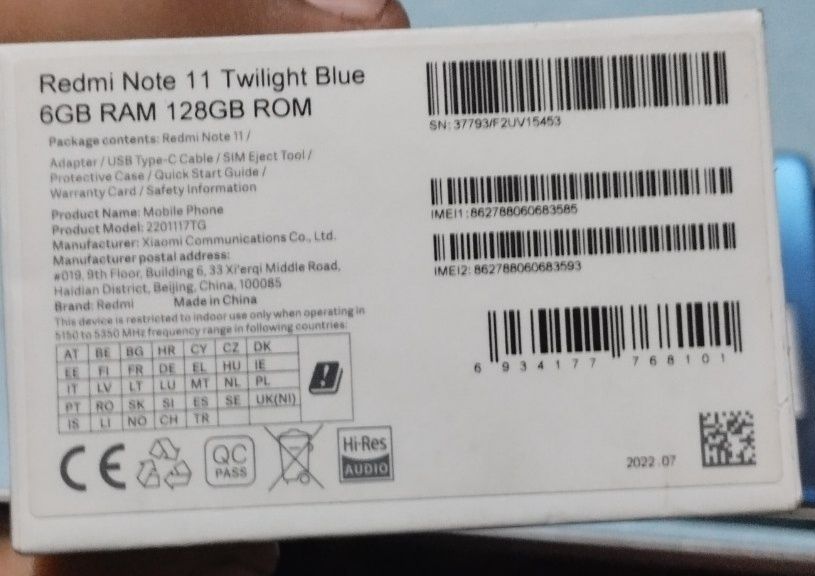 Redmi Note 11 Twilight Blue
6GB RAM 128GB ROM
Package contents: Redmi Note 11 /
Adapter / USB Type-C Cable / SIM Eject Tool /
Protective Case / Quick Start Guide /
Warranty Card / Safety Information
Product Name: Mobile Phone
Product Model: 2201117TG
Manufacturer: Xiaomi Communications Co., Ltd.
Manufacturer postal address:
#019, 9th Floor, Building 6, 33 Xi'erqi Middle Road,
Haidian District, Beijing, China, 100085
Brand: Redmi Made in China
This device is restricted to indoor use only when operating in
5150 to 5350 MHz frequency range in following countries:
AT BE BG HR CY CZ DK
EE FI FR DE EL HU IE
IT LV LT LU MT NL PL
PT RO SK SI ES SE UK(NI)
IS LI NO CH TR
CE
QC
PASS
Hi-Res
AUDIO
SN: 37793/F2UV15453
IMEI1: 862788060683585
IMEI2: 862788060683593
6 934177 768101
2022.07